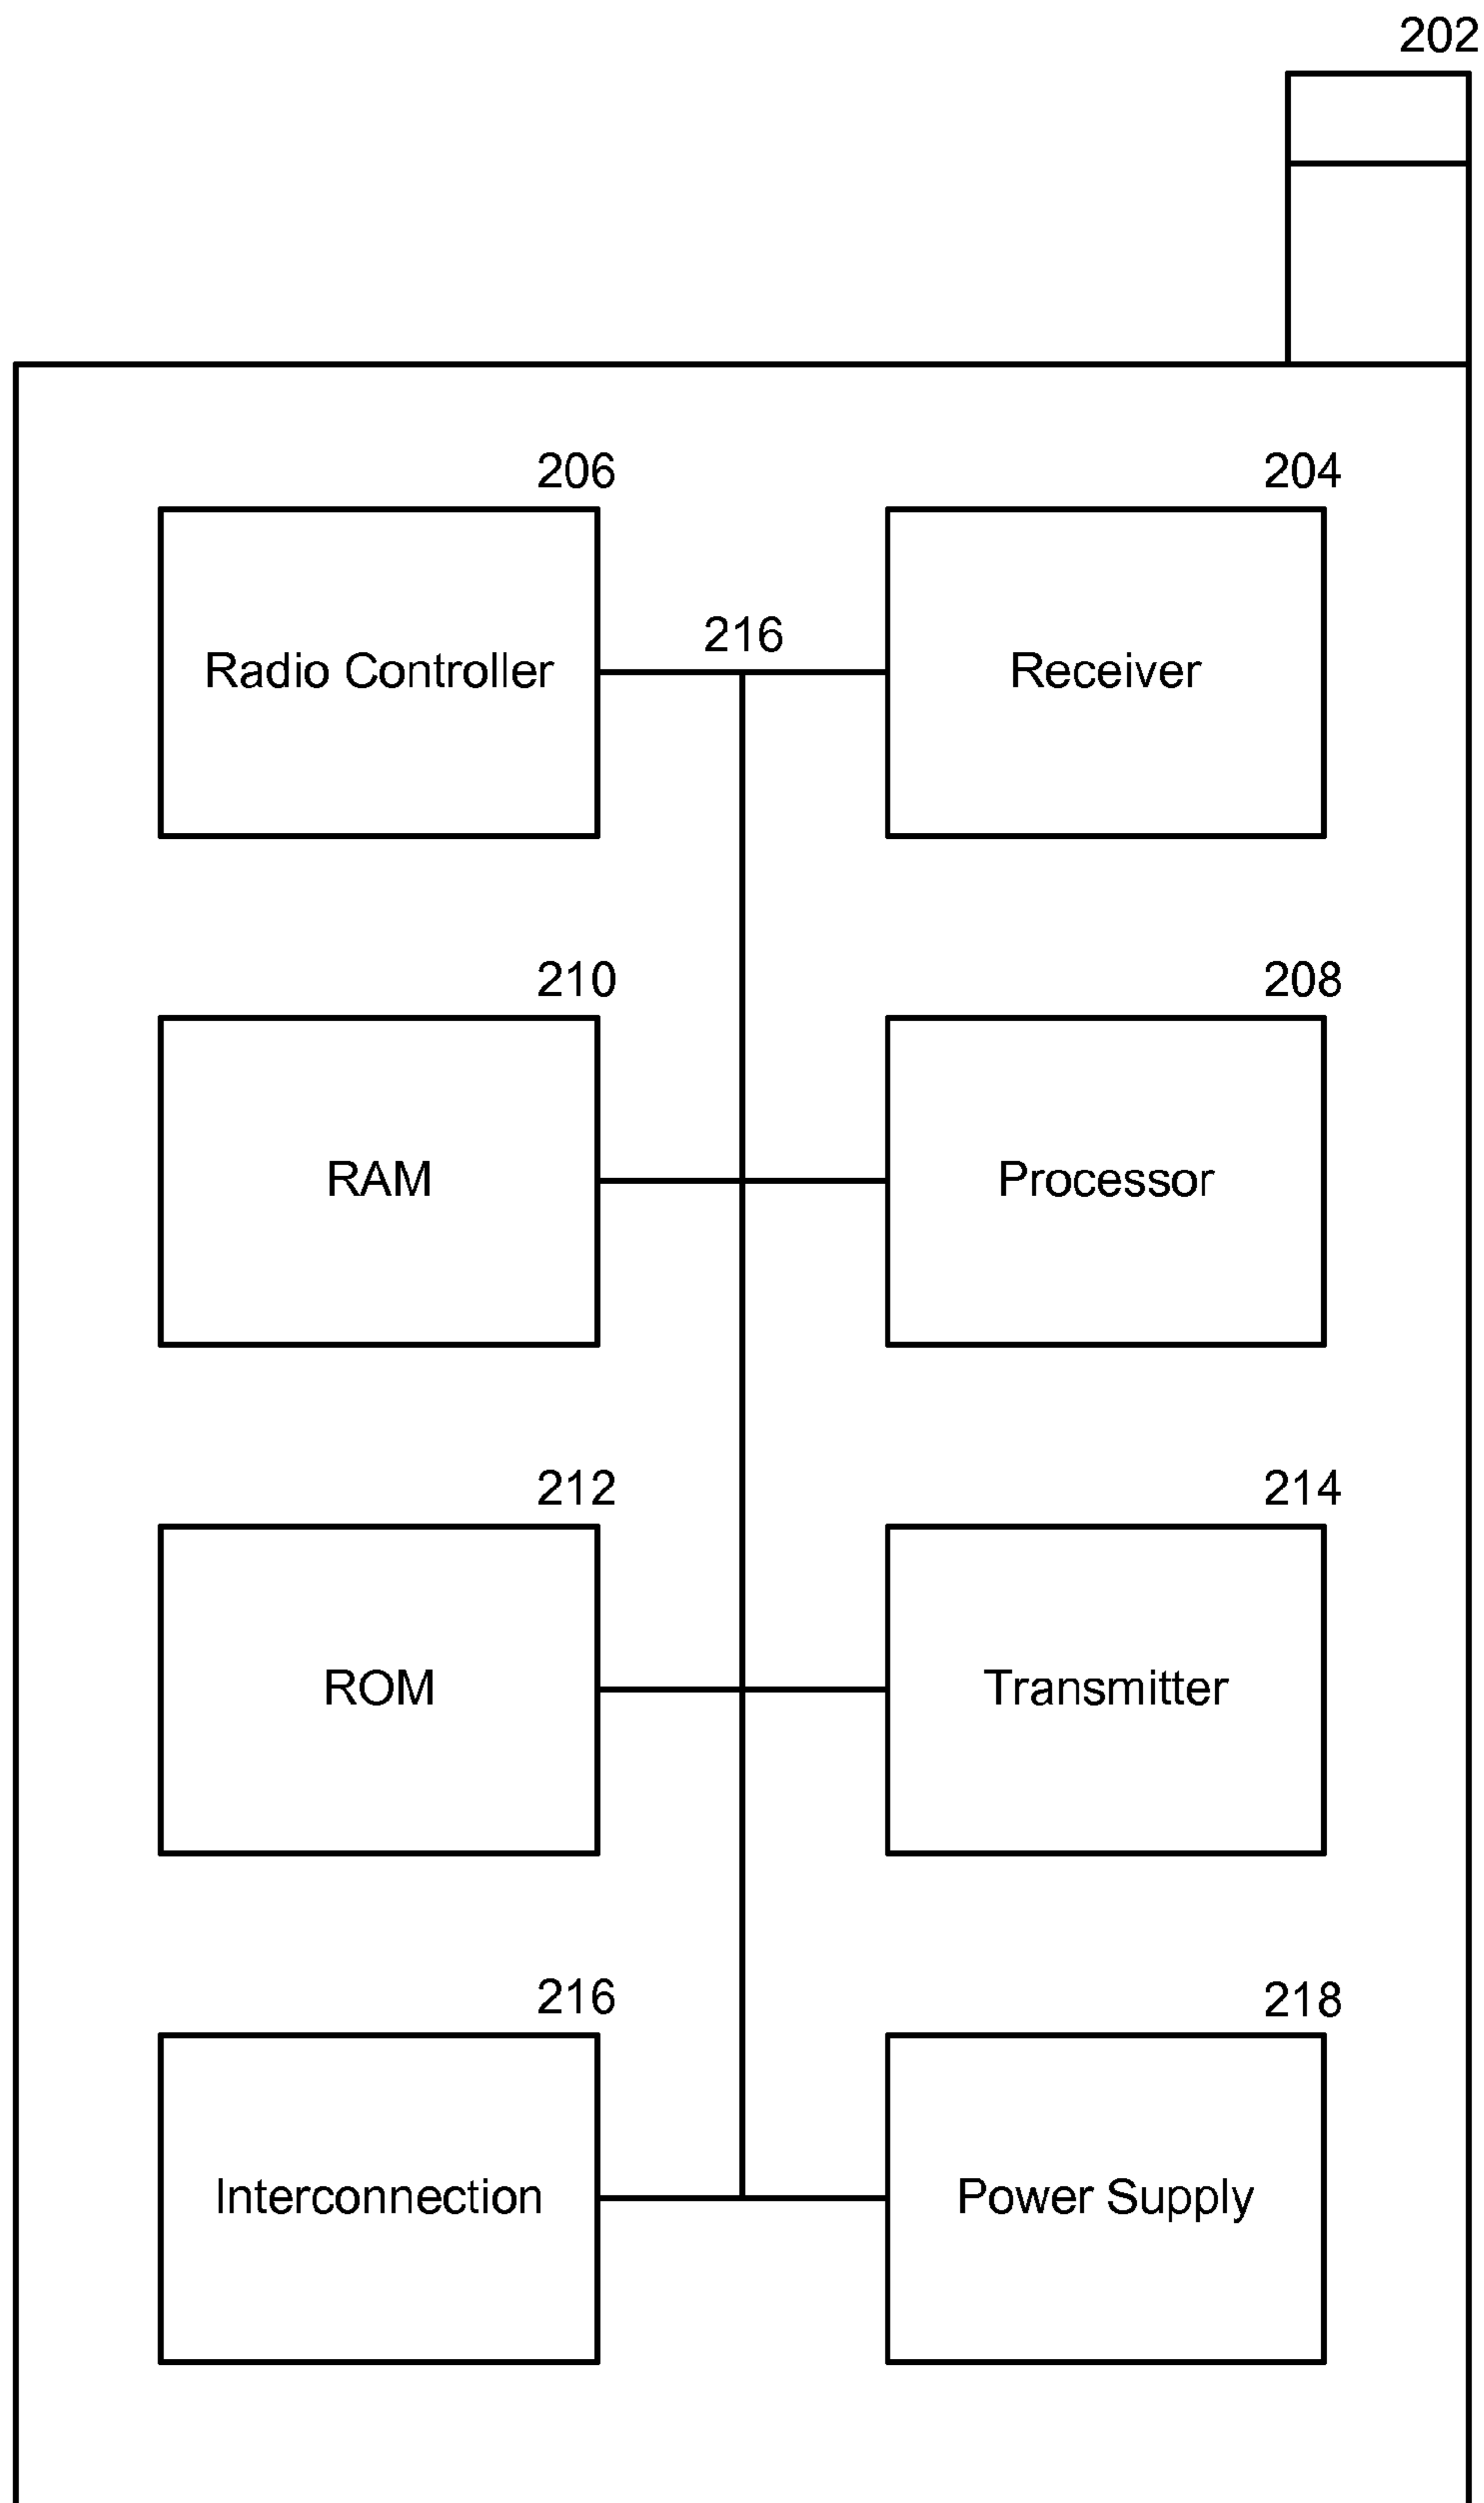 202
206
204
216
Radio Controller
Receiver
210
208
RAM
Processor
212
214
ROM
Transmitter
216
218
Interconnection
Power Supply